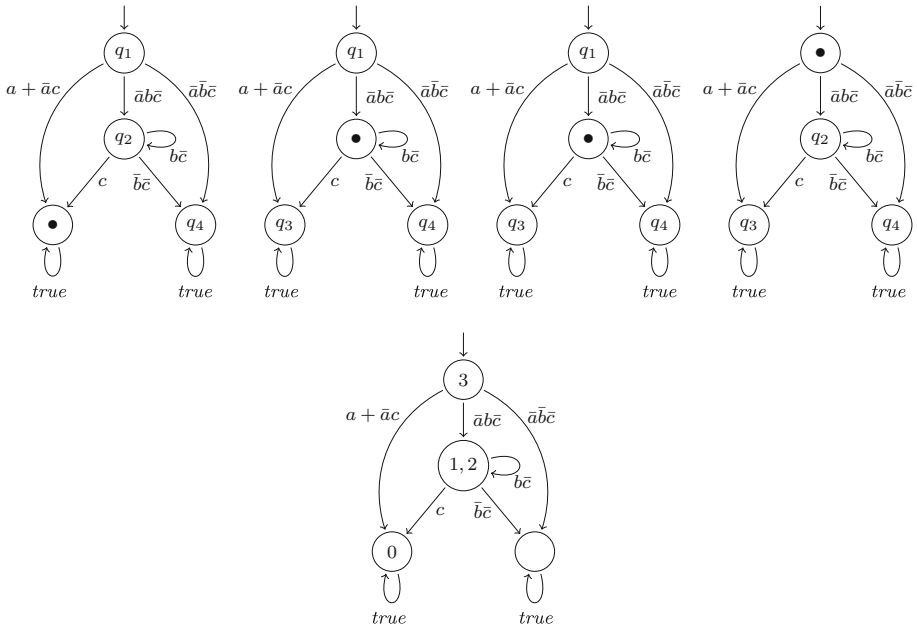 q₁ q₁ q₁ •
a + āc āb̄c̄ a + āc āb̄c̄ a + āc āb̄c̄ a + āc āb̄c̄
ābc̄ ābc̄ ābc̄ ābc̄
q₂ • • q₂
bc̄ bc̄ bc̄ bc̄
c b̄c̄ c b̄c̄ c b̄c̄ c b̄c̄
• q₄ q₃ q₄ q₃ q₄ q₃ q₄
true true true true true true true true
3
a + āc ābc̄ āb̄c̄
1, 2
bc̄
c b̄c̄
0
true true